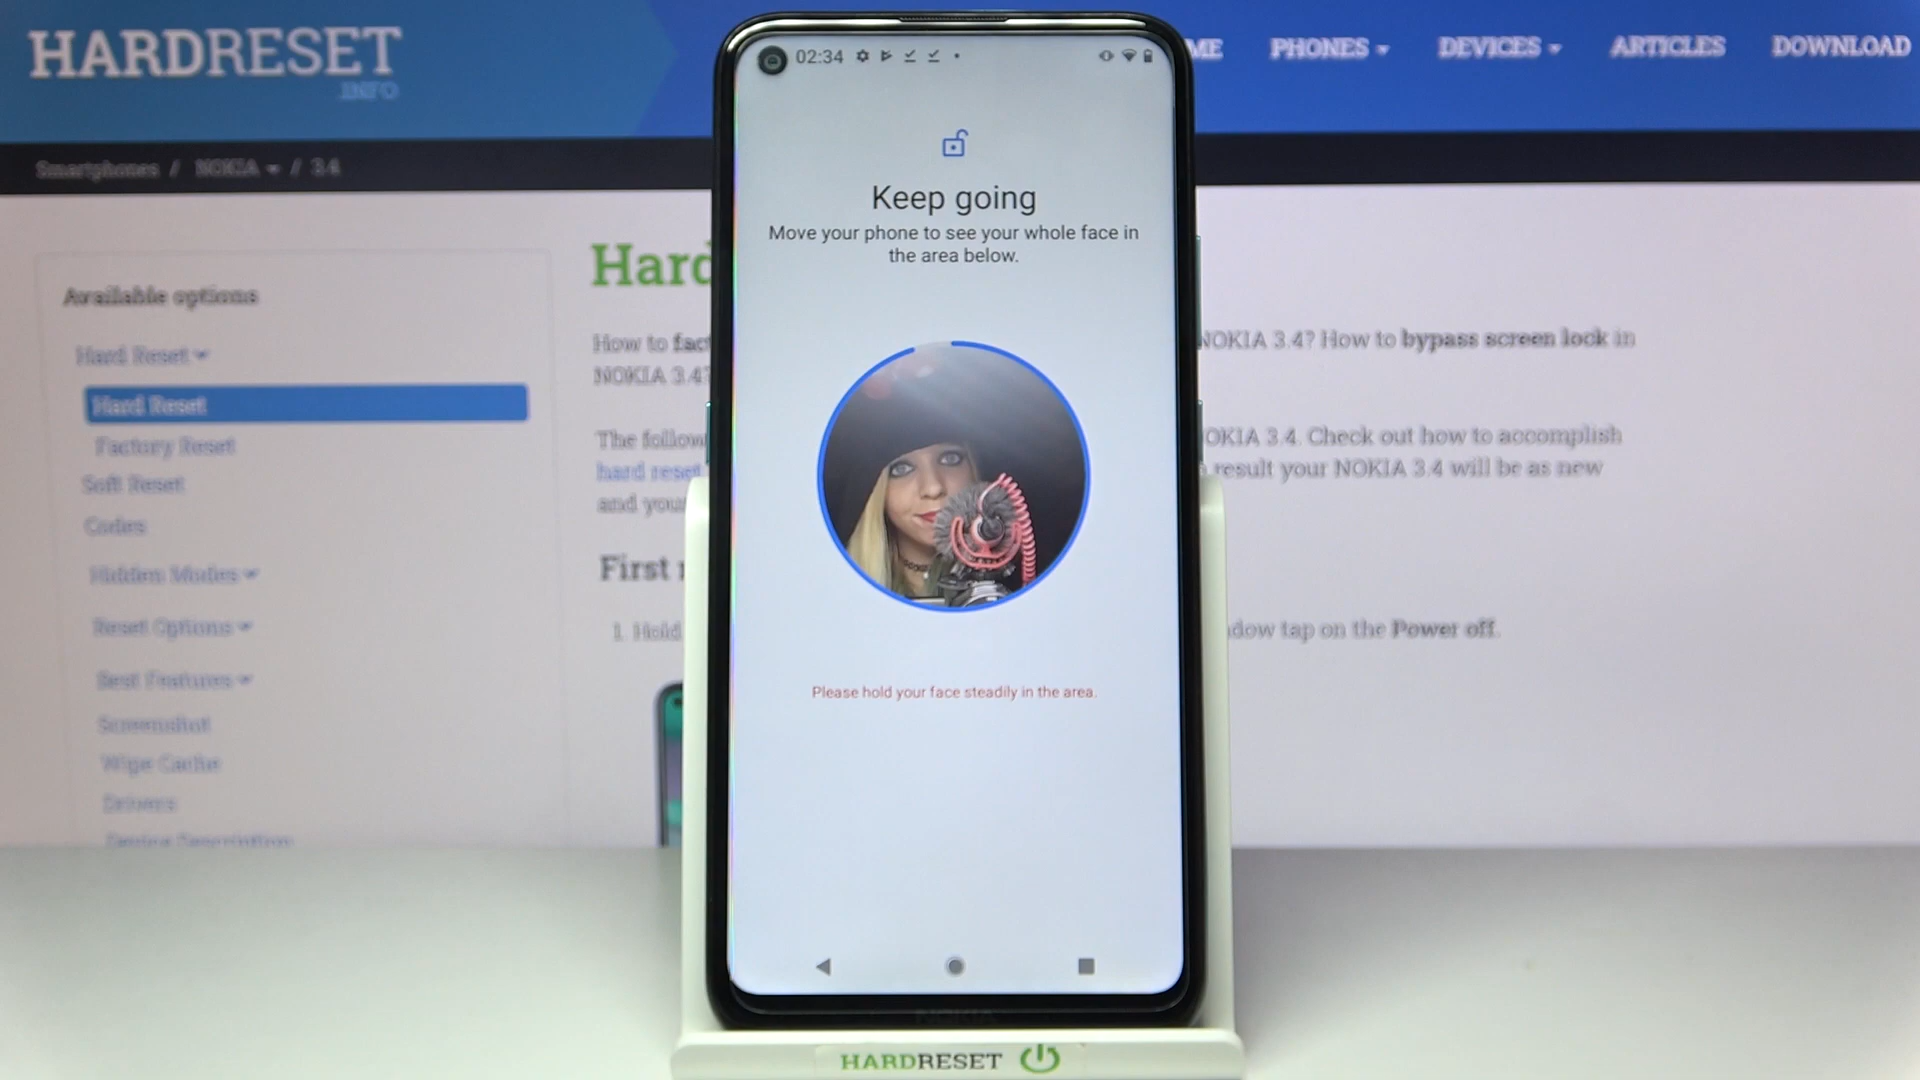 HARDRESET
.INFO
ME PHONES DEVICES ARTICLES DOWNLOAD
Smartphones / NOKIA / 3.4
02:34
Keep going
Move your phone to see your whole face in
the area below.
Please hold your face steadily in the area.
NOKIA
HARDRESET
Available options
Hard Reset
Hard Reset
Factory Reset
Soft Reset
Codes
Hidden Modes
Reset Options
Best Features
Screenshot
Wipe Cache
Drivers
Device Description
Hard
How to fact NOKIA 3.4? How to bypass screen lock in
NOKIA 3.4?
The follow OKIA 3.4. Check out how to accomplish
hard reset result your NOKIA 3.4 will be as new
and your
First
1. Hold dow tap on the Power off.